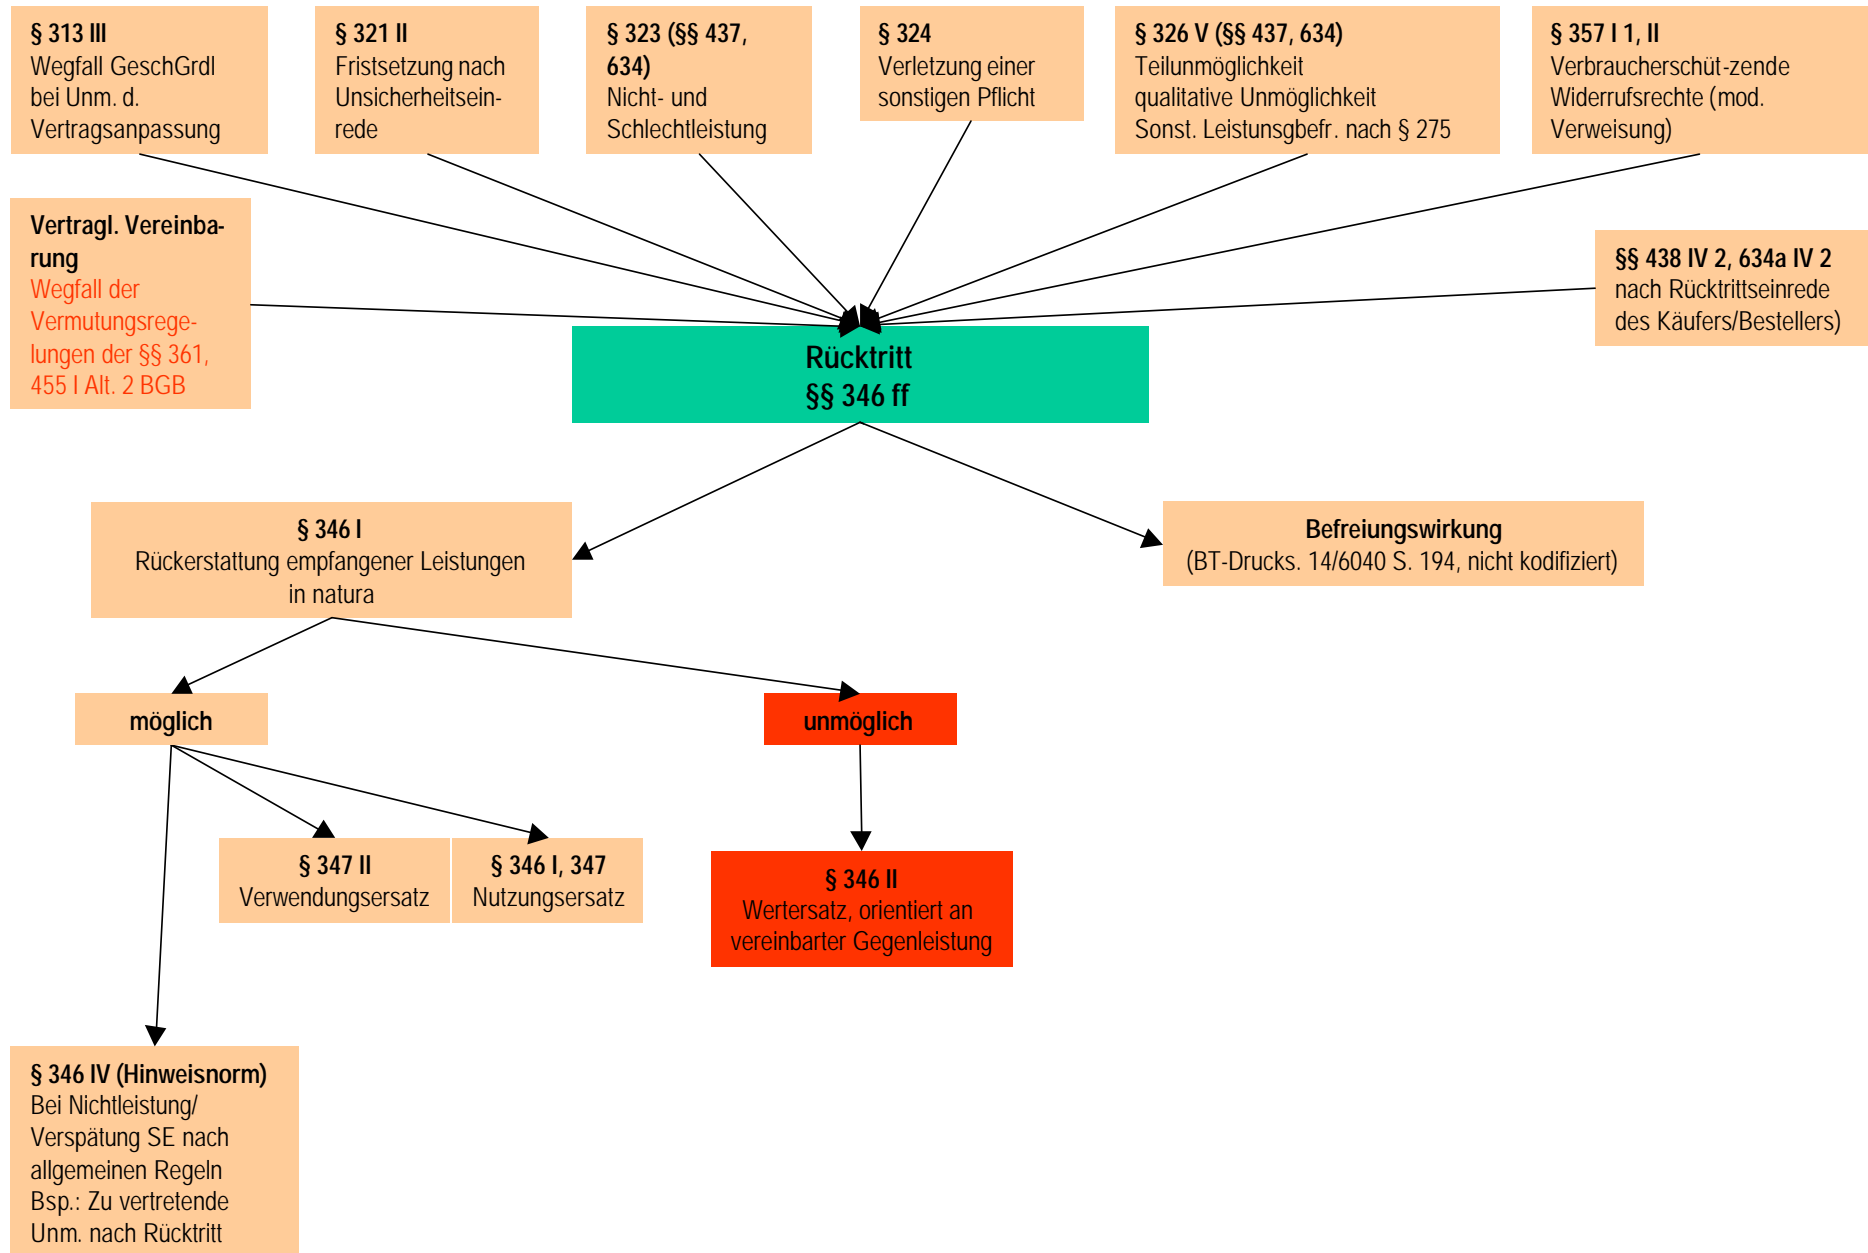 § 313 III
Wegfall GeschGrdl
bei Unm. d.
Vertragsanpassung
§ 321 II
Fristsetzung nach
Unsicherheitsein-
rede
§ 323 (§§ 437,
634)
Nicht- und
Schlechtleistung
§ 324
Verletzung einer
sonstigen Pflicht
§ 326 V (§§ 437, 634)
Teilunmöglichkeit
qualitative Unmöglichkeit
Sonst. Leistunsgbefr. nach § 275
§ 357 I 1, II
Verbraucherschüt-zende
Widerrufsrechte (mod.
Verweisung)
Vertragl. Vereinba-
rung
Wegfall der
Vermutungsrege-
lungen der §§ 361,
455 I Alt. 2 BGB
§§ 438 IV 2, 634a IV 2
nach Rücktrittseinrede
des Käufers/Bestellers)
Rücktritt
§§ 346 ff
§ 346 I
Rückerstattung empfangener Leistungen
in natura
Befreiungswirkung
(BT-Drucks. 14/6040 S. 194, nicht kodifiziert)
möglich
unmöglich
§ 347 II
Verwendungsersatz
§ 346 I, 347
Nutzungsersatz
§ 346 II
Wertersatz, orientiert an
vereinbarter Gegenleistung
§ 346 IV (Hinweisnorm)
Bei Nichtleistung/
Verspätung SE nach
allgemeinen Regeln
Bsp.: Zu vertretende
Unm. nach Rücktritt